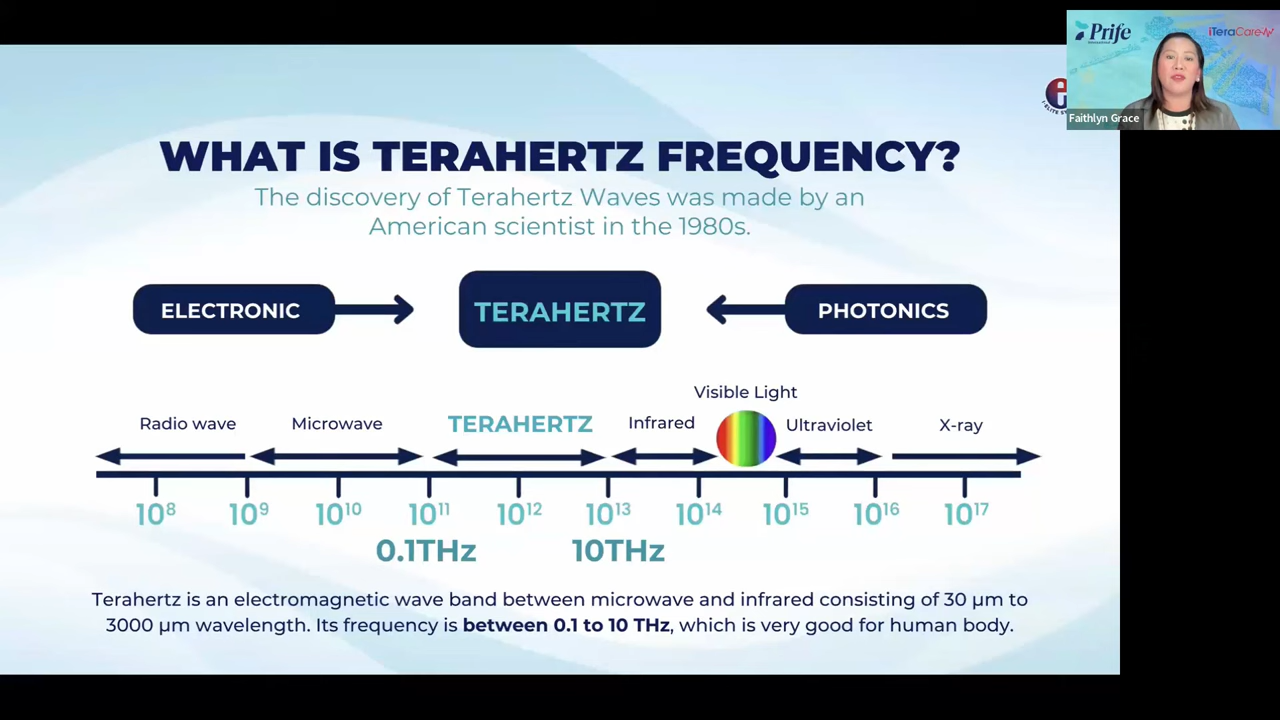 Prife
iTeraCare
Faithlyn Grace
WHAT IS TERAHERTZ FREQUENCY?
The discovery of Terahertz Waves was made by an
American scientist in the 1980s.
ELECTRONIC
TERAHERTZ
PHOTONICS
Visible Light
Radio wave
Microwave
TERAHERTZ
Infrared
Ultraviolet
X-ray
10⁸
10⁹
10¹⁰
10¹¹
10¹²
10¹³
10¹⁴
10¹⁵
10¹⁶
10¹⁷
0.1THz
10THz
Terahertz is an electromagnetic wave band between microwave and infrared consisting of 30 µm to
3000 µm wavelength. Its frequency is between 0.1 to 10 THz, which is very good for human body.